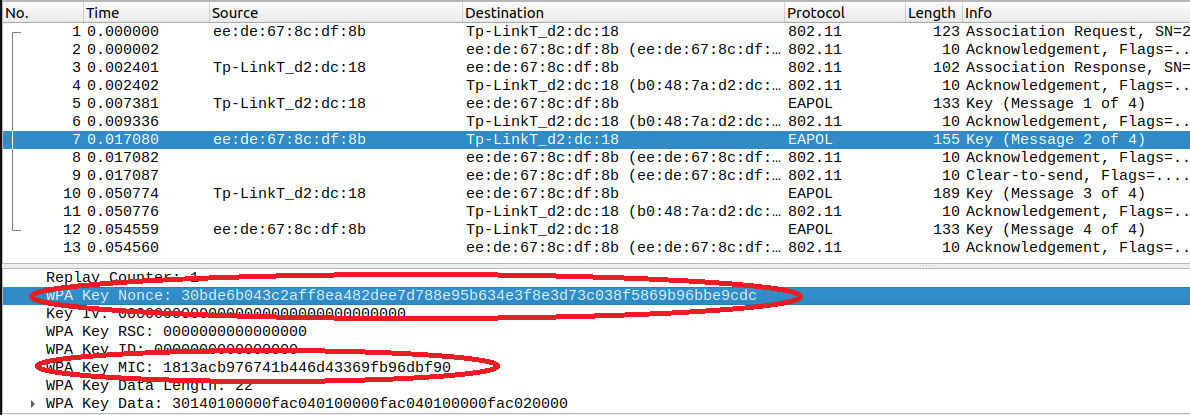 No. Time Source Destination Protocol Length Info
1 0.000000 ee:de:67:8c:df:8b Tp-LinkT_d2:dc:18 802.11 123 Association Request, SN=2
2 0.000002 ee:de:67:8c:df:8b (ee:de:67:8c:df:… 802.11 10 Acknowledgement, Flags=..
3 0.002401 Tp-LinkT_d2:dc:18 ee:de:67:8c:df:8b 802.11 102 Association Response, SN=
4 0.002402 Tp-LinkT_d2:dc:18 (b0:48:7a:d2:dc:… 802.11 10 Acknowledgement, Flags=..
5 0.007381 Tp-LinkT_d2:dc:18 ee:de:67:8c:df:8b EAPOL 133 Key (Message 1 of 4)
6 0.009336 Tp-LinkT_d2:dc:18 (b0:48:7a:d2:dc:… 802.11 10 Acknowledgement, Flags=..
7 0.017080 ee:de:67:8c:df:8b Tp-LinkT_d2:dc:18 EAPOL 155 Key (Message 2 of 4)
8 0.017082 ee:de:67:8c:df:8b (ee:de:67:8c:df:… 802.11 10 Acknowledgement, Flags=..
9 0.017087 ee:de:67:8c:df:8b (ee:de:67:8c:df:… 802.11 10 Clear-to-send, Flags=....
10 0.050774 Tp-LinkT_d2:dc:18 ee:de:67:8c:df:8b EAPOL 189 Key (Message 3 of 4)
11 0.050776 Tp-LinkT_d2:dc:18 (b0:48:7a:d2:dc:… 802.11 10 Acknowledgement, Flags=..
12 0.054559 ee:de:67:8c:df:8b Tp-LinkT_d2:dc:18 EAPOL 133 Key (Message 4 of 4)
13 0.054560 ee:de:67:8c:df:8b (ee:de:67:8c:df:… 802.11 10 Acknowledgement, Flags=..
Replay Counter: 1
WPA Key Nonce: 30bde6b043c2aff8ea482dee7d788e95b634e3f8e3d73c038f5869b96bbe9cdc
Key IV: 00000000000000000000000000000000
WPA Key RSC: 0000000000000000
WPA Key ID: 0000000000000000
WPA Key MIC: 1813acb976741b446d43369fb96dbf90
WPA Key Data Length: 22
WPA Key Data: 30140100000fac040100000fac040100000fac020000